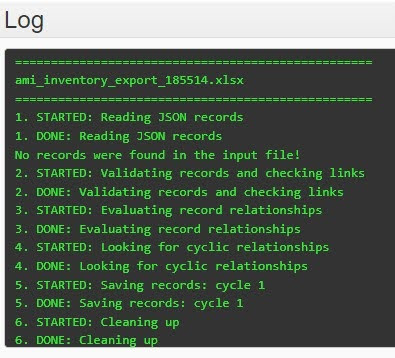 Log
==================================================
ami_inventory_export_185514.xlsx
==================================================
1. STARTED: Reading JSON records
1. DONE: Reading JSON records
No records were found in the input file!
2. STARTED: Validating records and checking links
2. DONE: Validating records and checking links
3. STARTED: Evaluating record relationships
3. DONE: Evaluating record relationships
4. STARTED: Looking for cyclic relationships
4. DONE: Looking for cyclic relationships
5. STARTED: Saving records: cycle 1
5. DONE: Saving records: cycle 1
6. STARTED: Cleaning up
6. DONE: Cleaning up